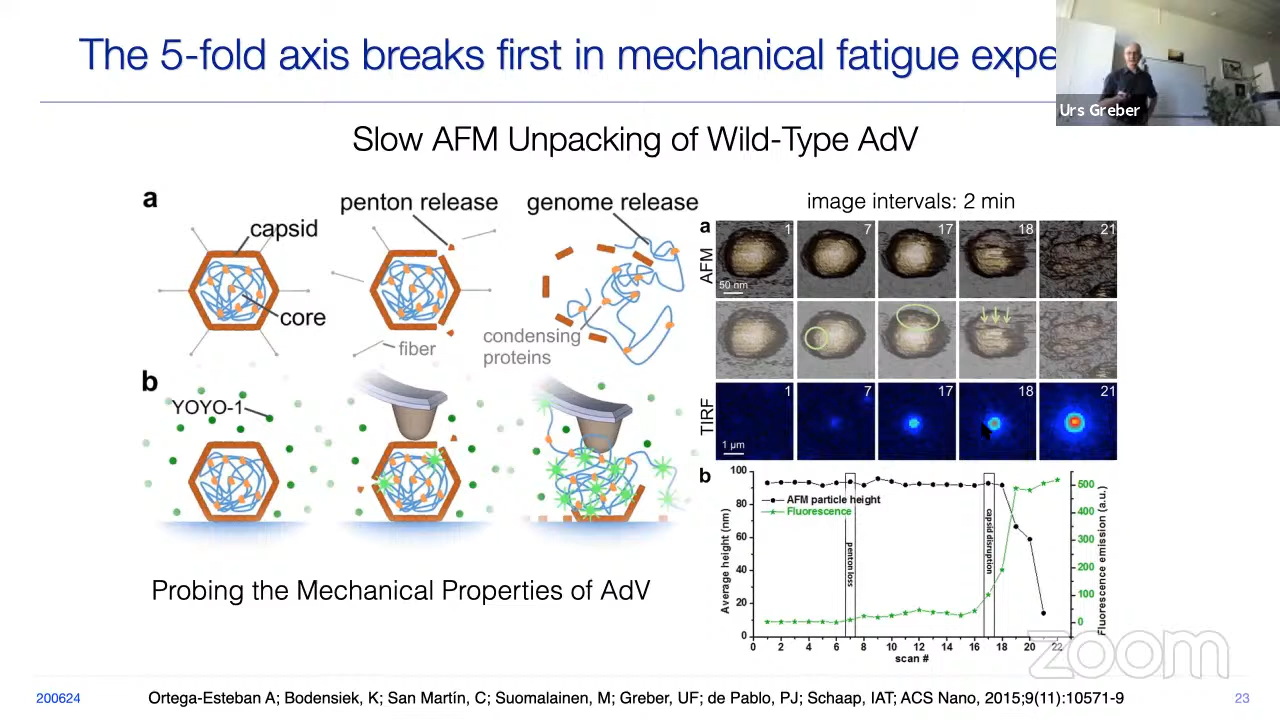 The 5-fold axis breaks first in mechanical fatigue expe
Urs Greber
Slow AFM Unpacking of Wild-Type AdV
a
capsid
core
penton release
fiber
genome release
condensing
proteins
b
YOYO-1
Probing the Mechanical Properties of AdV
image intervals: 2 min
a
AFM
1
7
17
18
21
50 nm
TIRF
1
7
17
18
21
1 µm
b
Average height (nm)
100
80
60
40
20
0
AFM particle height
Fluorescence
penton loss
capsid disruption
500
400
300
200
100
0
Fluorescence emission (a.u.)
0 2 4 6 8 10 12 14 16 18 20 22
scan #
zoom
200624
Ortega-Esteban A; Bodensiek, K; San Martín, C; Suomalainen, M; Greber, UF; de Pablo, PJ; Schaap, IAT; ACS Nano, 2015;9(11):10571-9
23